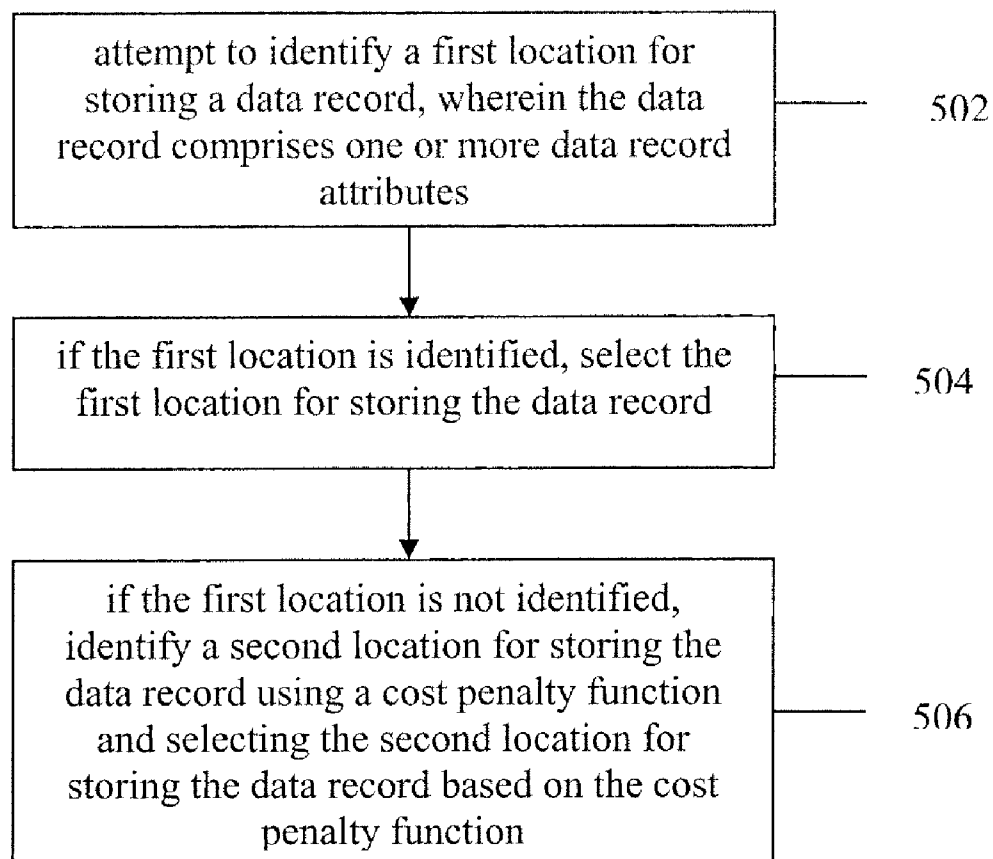 attempt to identify a first location for
storing a data record, wherein the data
record comprises one or more data record
attributes
502
if the first location is identified, select the
first location for storing the data record
504
if the first location is not identified,
identify a second location for storing the
data record using a cost penalty function
and selecting the second location for
storing the data record based on the cost
penalty function
506